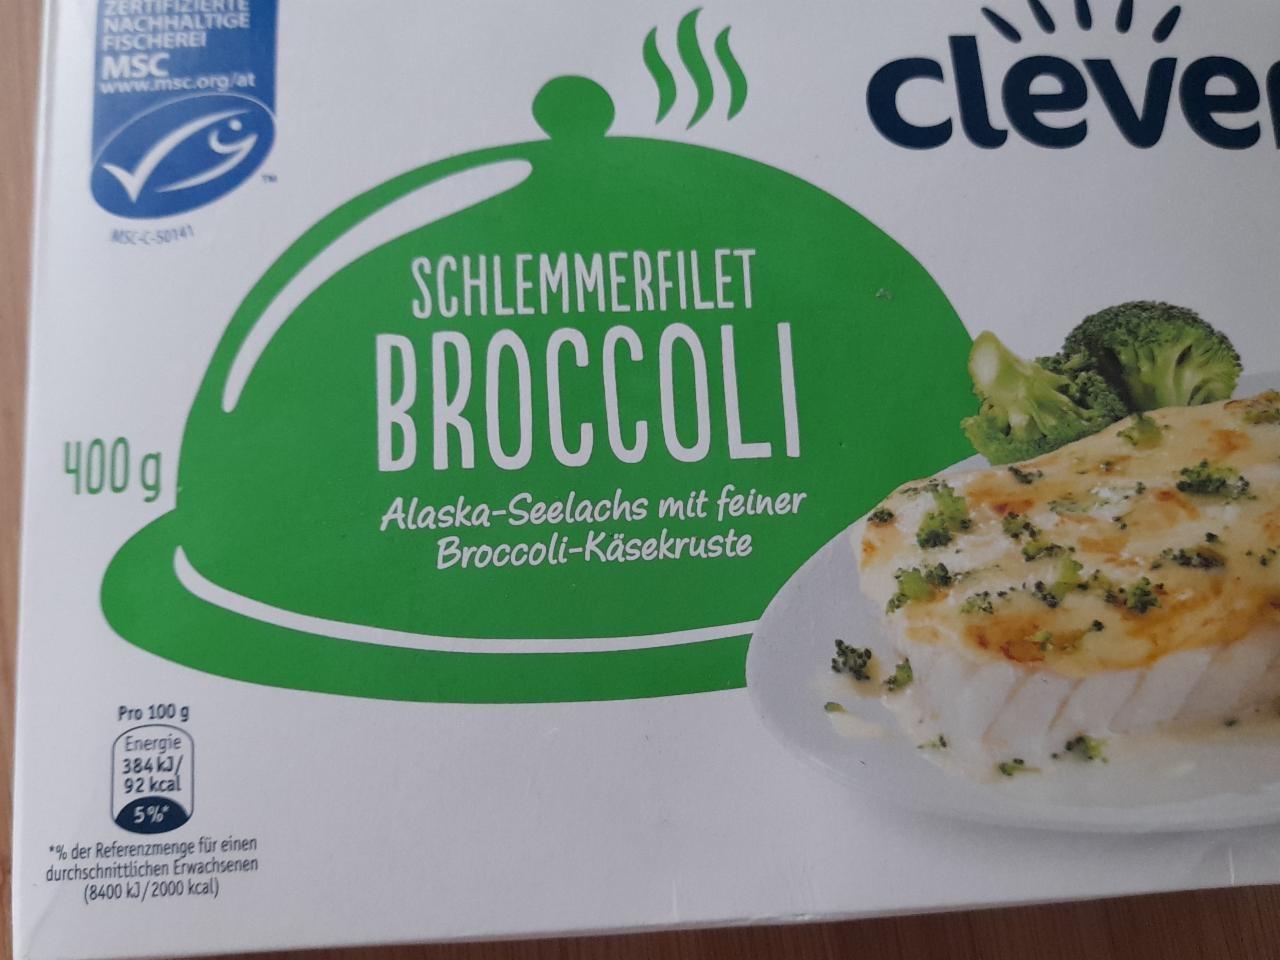 ZERTIFIZIERTE
NACHHALTIGE
FISCHEREI
MSC
www.msc.org/at
TM
MSC-C-50141
clever
SCHLEMMERFILET
BROCCOLI
Alaska-Seelachs mit feiner
Broccoli-Käsekruste
400 g
Pro 100 g
Energie
384 kJ/
92 kcal
5%*
*% der Referenzmenge für einen
durchschnittlichen Erwachsenen
(8400 kJ/2000 kcal)